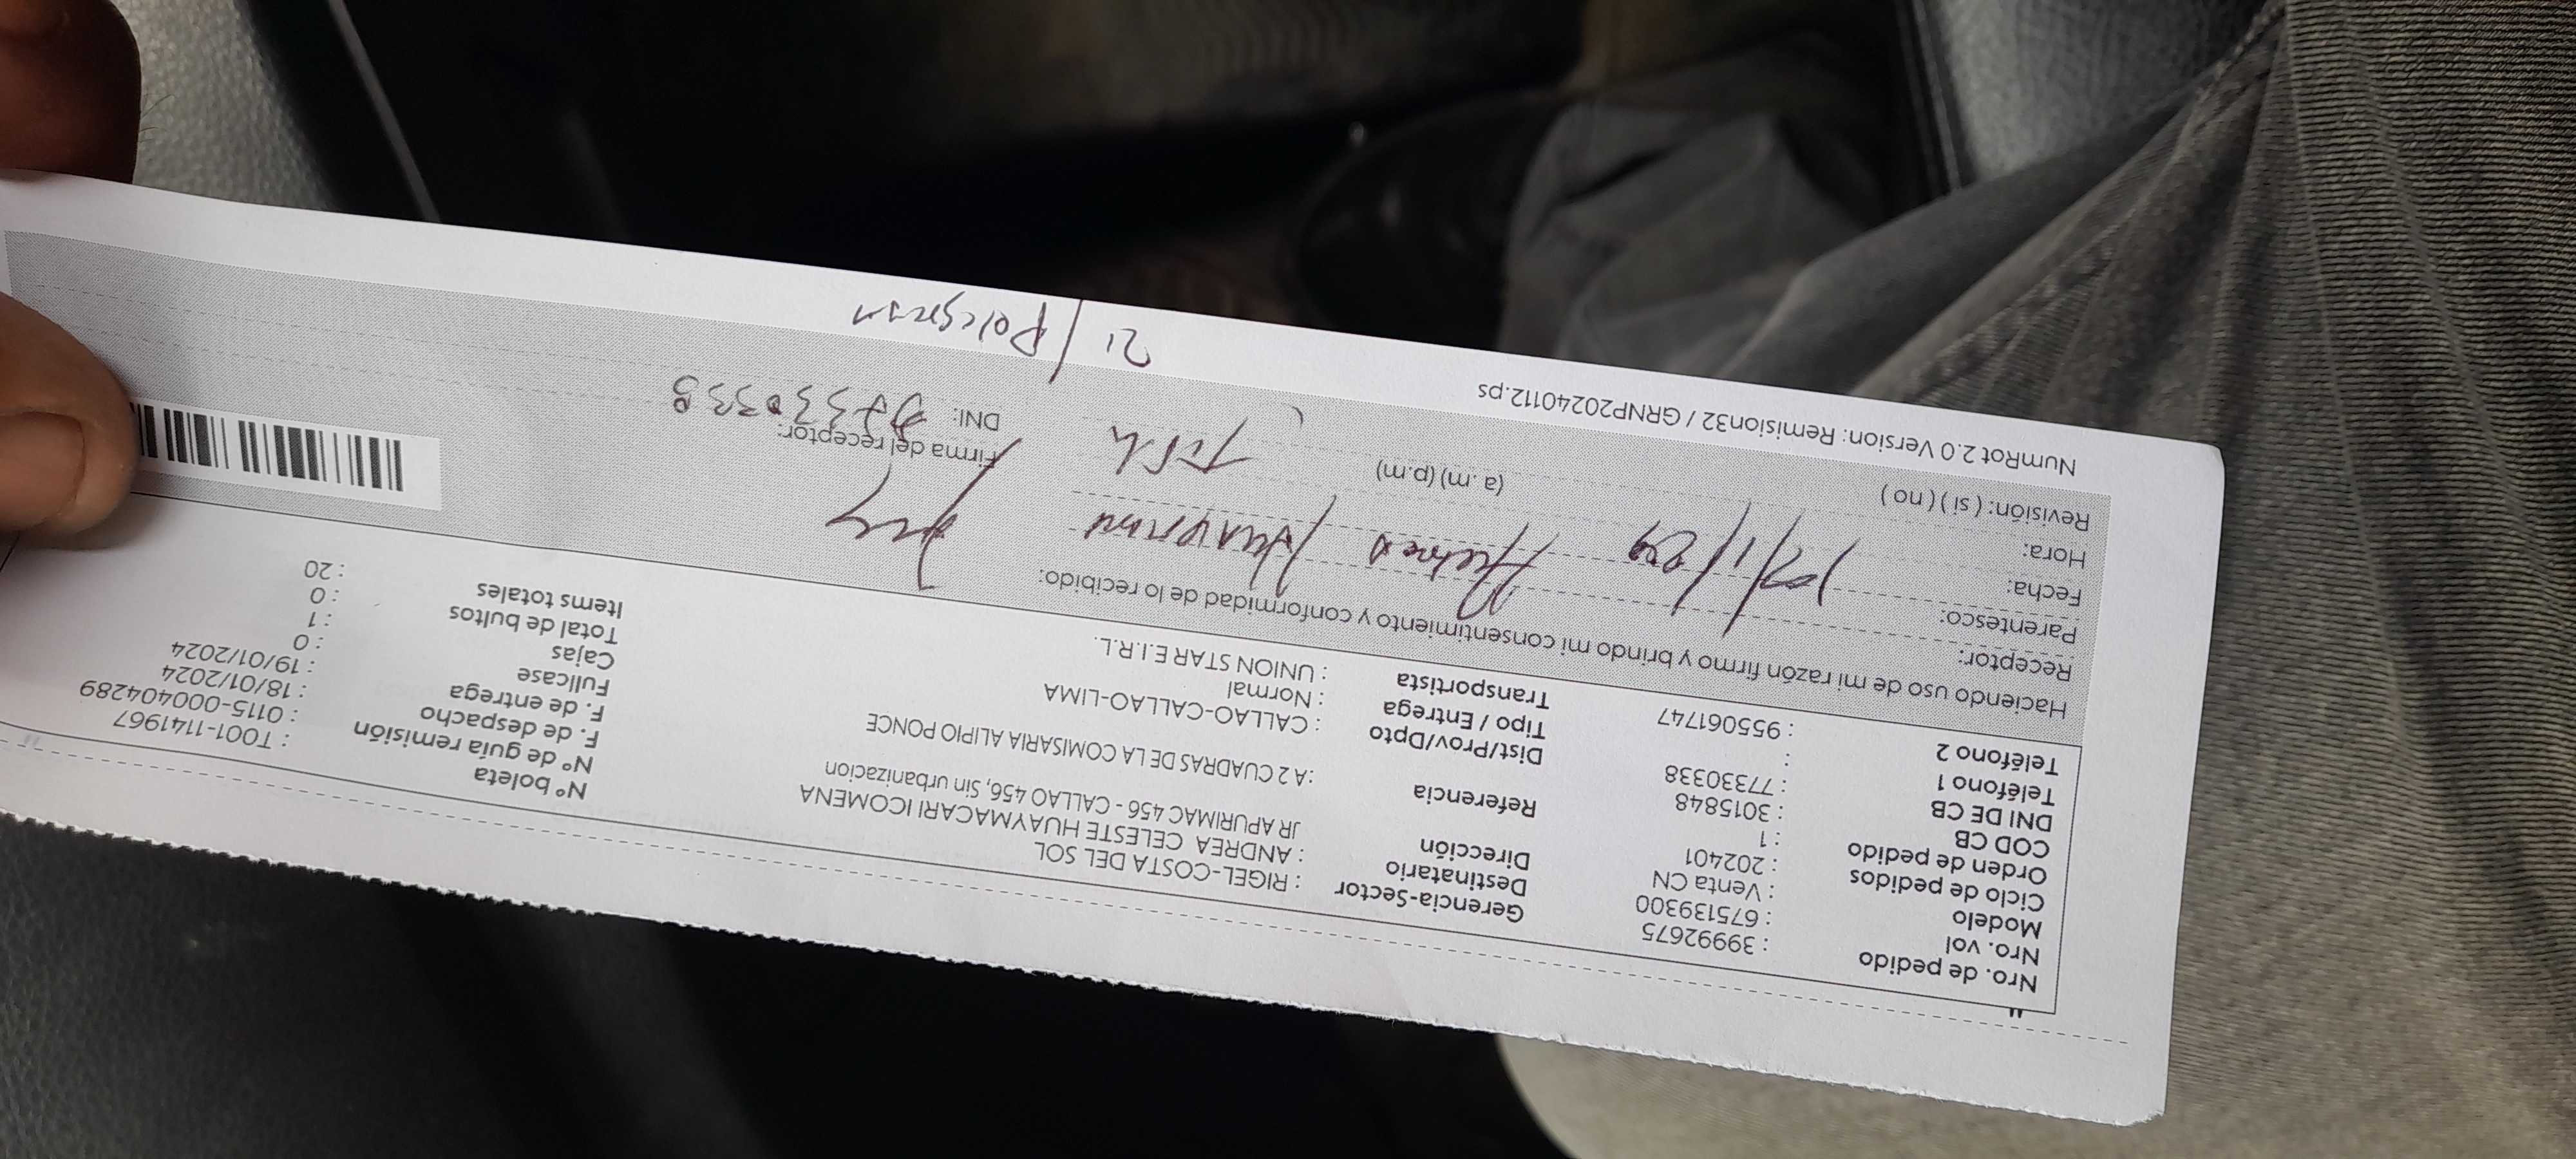 Nro. de pedido : 39992675
Nro. vol : 675139300
Modelo : Venta CN
Ciclo de pedidos : 202401
Orden de pedido : 1
COD CB : 3015848
DNI DE CB : 77330338
Teléfono 1 :
Teléfono 2 : 955061747
Gerencia-Sector : RIGEL-COSTA DEL SOL
Destinatario : ANDREA CELESTE HUAYMACARI ICOMENA
Dirección JR APURIMAC 456 - CALLAO 456, Sin urbanizacion
Referencia : A 2 CUADRAS DE LA COMISARIA ALIPIO PONCE
Dist/Prov/Dpto : CALLAO-CALLAO-LIMA
Tipo / Entrega : Normal
Transportista : UNION STAR E.I.R.L.
N° boleta : T001-1141967
N° de guía remisión : 0115-0000404289
F. de despacho : 18/01/2024
F. de entrega : 19/01/2024
Fullcase : 0
Cajas : 1
Total de bultos : 0
Items totales : 20
Haciendo uso de mi razón firmo y brindo mi consentimiento y conformidad de lo recibido:
Receptor:
Parentesco:
Fecha:
Hora: (a.m) (p.m)
Revisión: ( si ) ( no )
Firma del receptor:
DNI: 77330338
NumRot 2.0 Version: Remision32 / GRNP20240112.ps